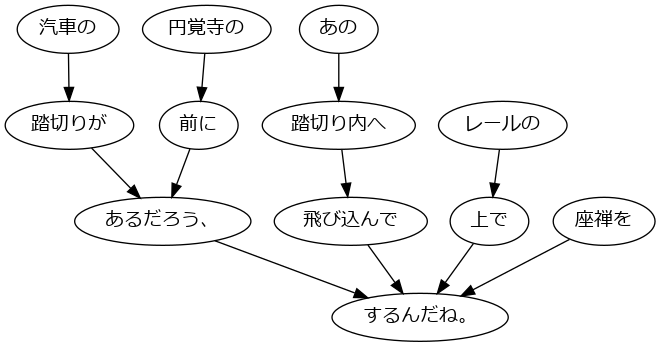 汽車の 円覚寺の あの
踏切りが 前に 踏切り内へ レールの
あるだろう、 飛び込んで 上で 座禅を
するんだね。